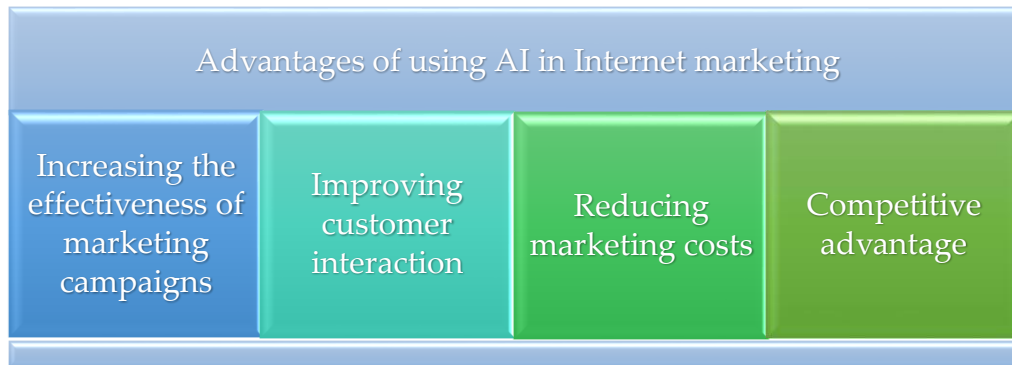 Advantages of using AI in Internet marketing
Increasing the
effectiveness of
marketing
campaigns
Improving
customer
interaction
Reducing
marketing costs
Competitive
advantage